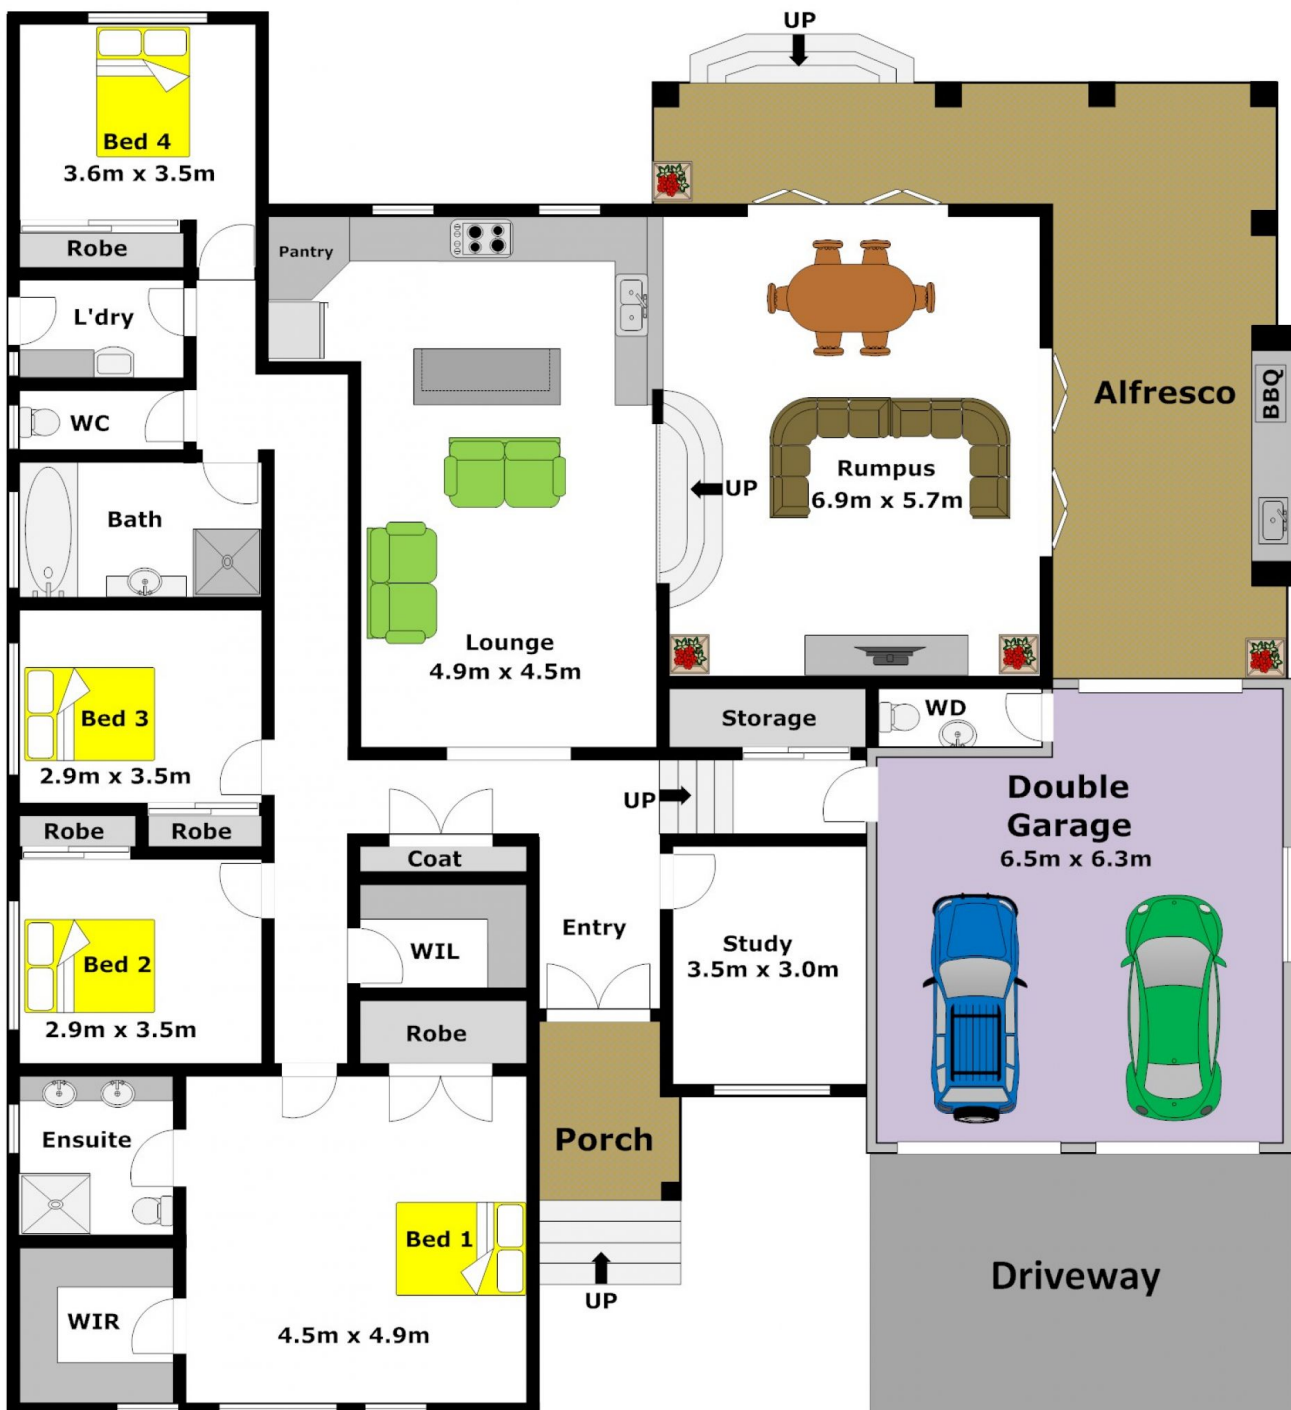 UP
Bed 4
3.6m x 3.5m
Robe
Pantry
L'dry
WC
Bath
Alfresco
BBQ
Rumpus
6.9m x 5.7m
UP
Lounge
4.9m x 4.5m
Bed 3
2.9m x 3.5m
Storage
WD
UP
Double
Garage
6.5m x 6.3m
Robe
Robe
Coat
Bed 2
2.9m x 3.5m
WIL
Entry
Study
3.5m x 3.0m
Robe
Ensuite
Porch
Bed 1
4.5m x 4.9m
WIR
UP
Driveway